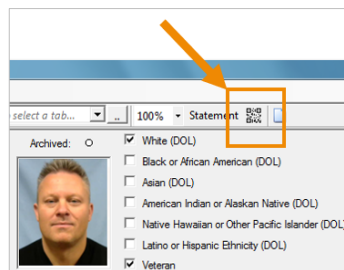 select a tab... .. 100% Statement
Archived:
White (DOL)
Black or African American (DOL)
Asian (DOL)
American Indian or Alaskan Native (DOL)
Native Hawaiian or Other Pacific Islander (DOL)
Latino or Hispanic Ethnicity (DOL)
Veteran